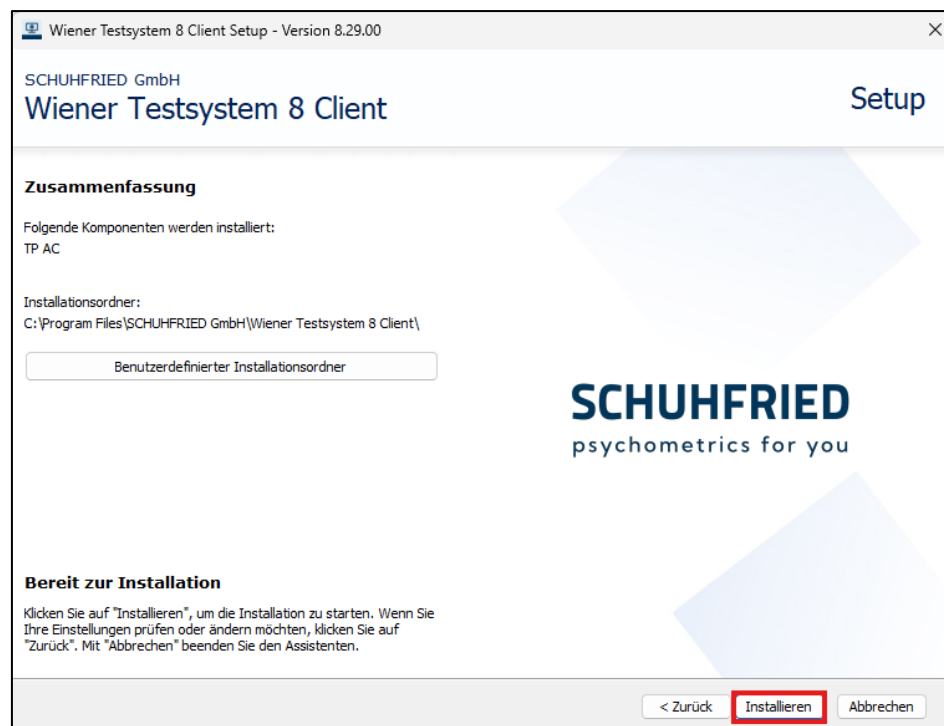 Wiener Testsystem 8 Client Setup - Version 8.29.00
SCHUHFRIED GmbH
Wiener Testsystem 8 Client
Setup
Zusammenfassung
Folgende Komponenten werden installiert:
TP AC
Installationsordner:
C:\Program Files\SCHUHFRIED GmbH\Wiener Testsystem 8 Client\
Benutzerdefinierter Installationsordner
SCHUHFRIED
psychometrics for you
Bereit zur Installation
Klicken Sie auf "Installieren", um die Installation zu starten. Wenn Sie
Ihre Einstellungen prüfen oder ändern möchten, klicken Sie auf
"Zurück". Mit "Abbrechen" beenden Sie den Assistenten.
< Zurück
Installieren
Abbrechen